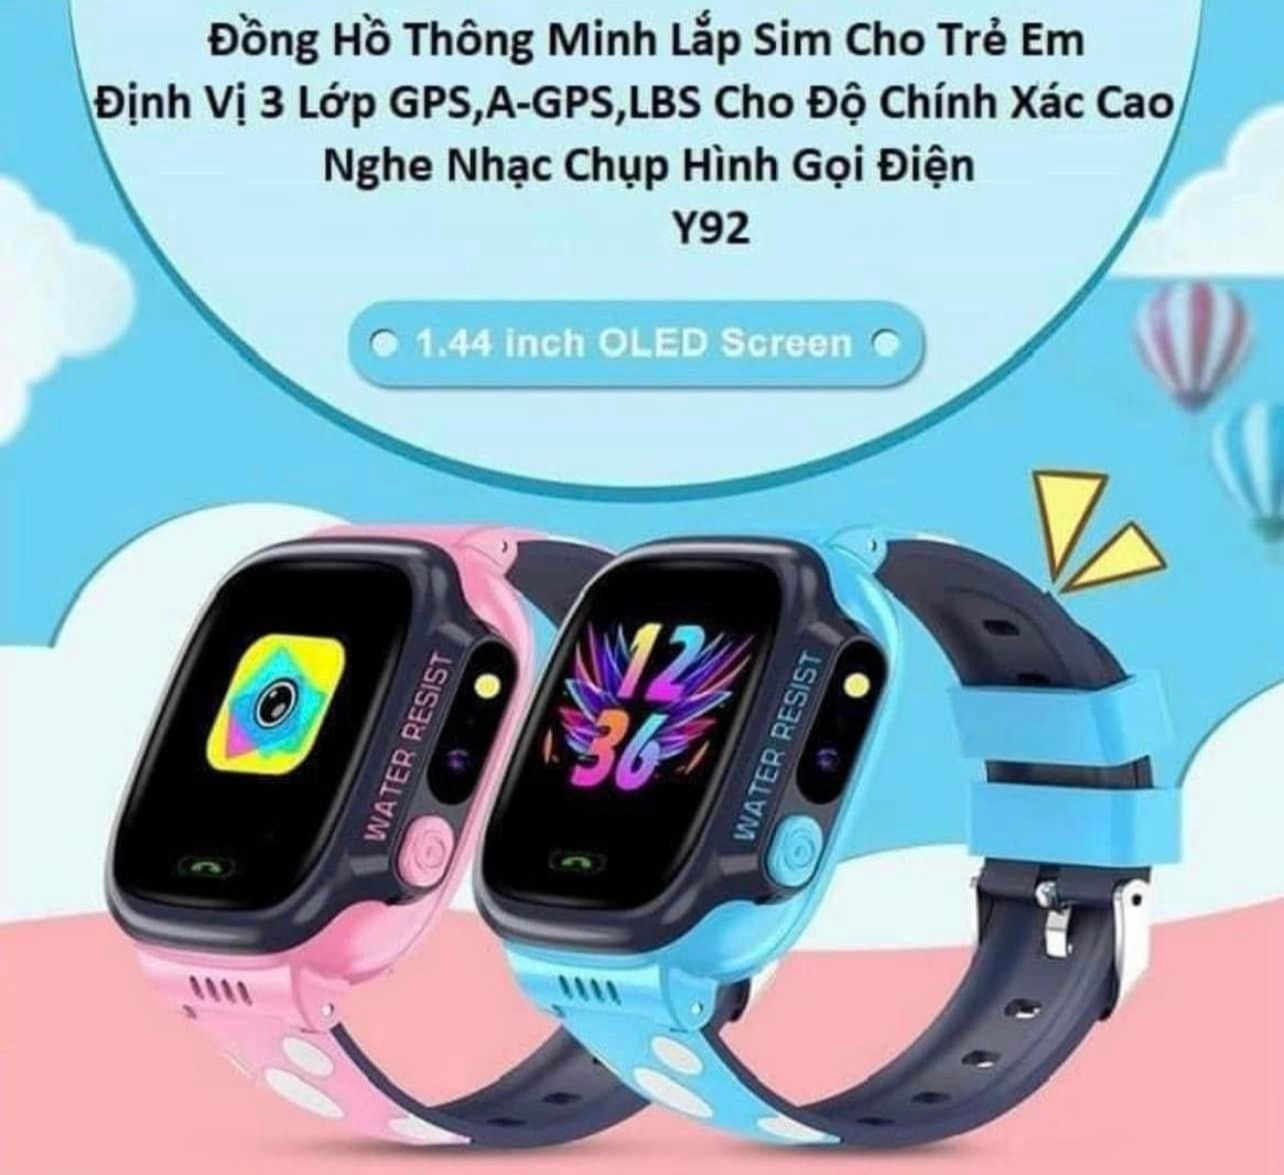 Đồng Hồ Thông Minh Lắp Sim Cho Trẻ Em
Định Vị 3 Lớp GPS,A-GPS,LBS Cho Độ Chính Xác Cao
Nghe Nhạc Chụp Hình Gọi Điện
Y92
1.44 inch OLED Screen
WATER RESIST
12
36
WATER RESIST